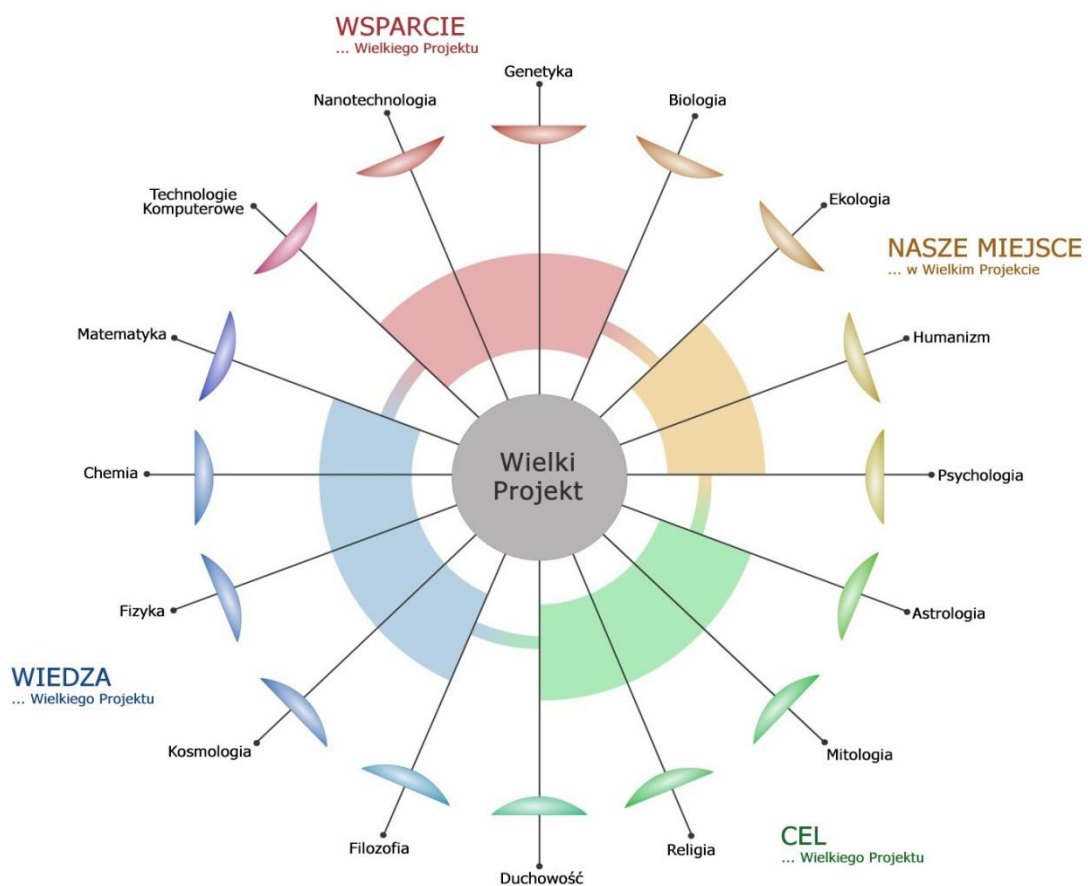 WSPARCIE
... Wielkiego Projektu
Genetyka
Nanotechnologia
Biologia
Technologie
Komputerowe
Ekologia
NASZE MIEJSCE
... w Wielkim Projekcie
Matematyka
Humanizm
Wielki
Projekt
Chemia
Psychologia
Fizyka
Astrologia
WIEDZA
... Wielkiego Projektu
Kosmologia
Mitologia
Filozofia
Religia
CEL
... Wielkiego Projektu
Duchowość